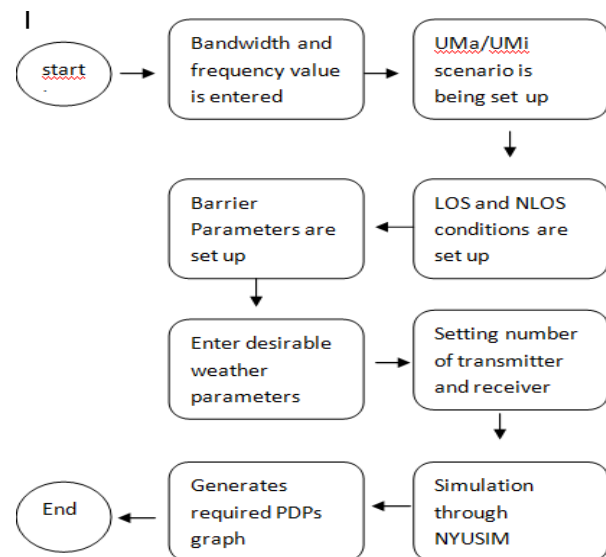 I
start
.
Bandwidth and
frequency value
is entered
UMa/UMi
scenario is
being set up
LOS and NLOS
conditions are
set up
Barrier
Parameters are
set up
Enter desirable
weather
parameters
Setting number
of transmitter
and receiver
Simulation
through
NYUSIM
Generates
required PDPs
graph
End